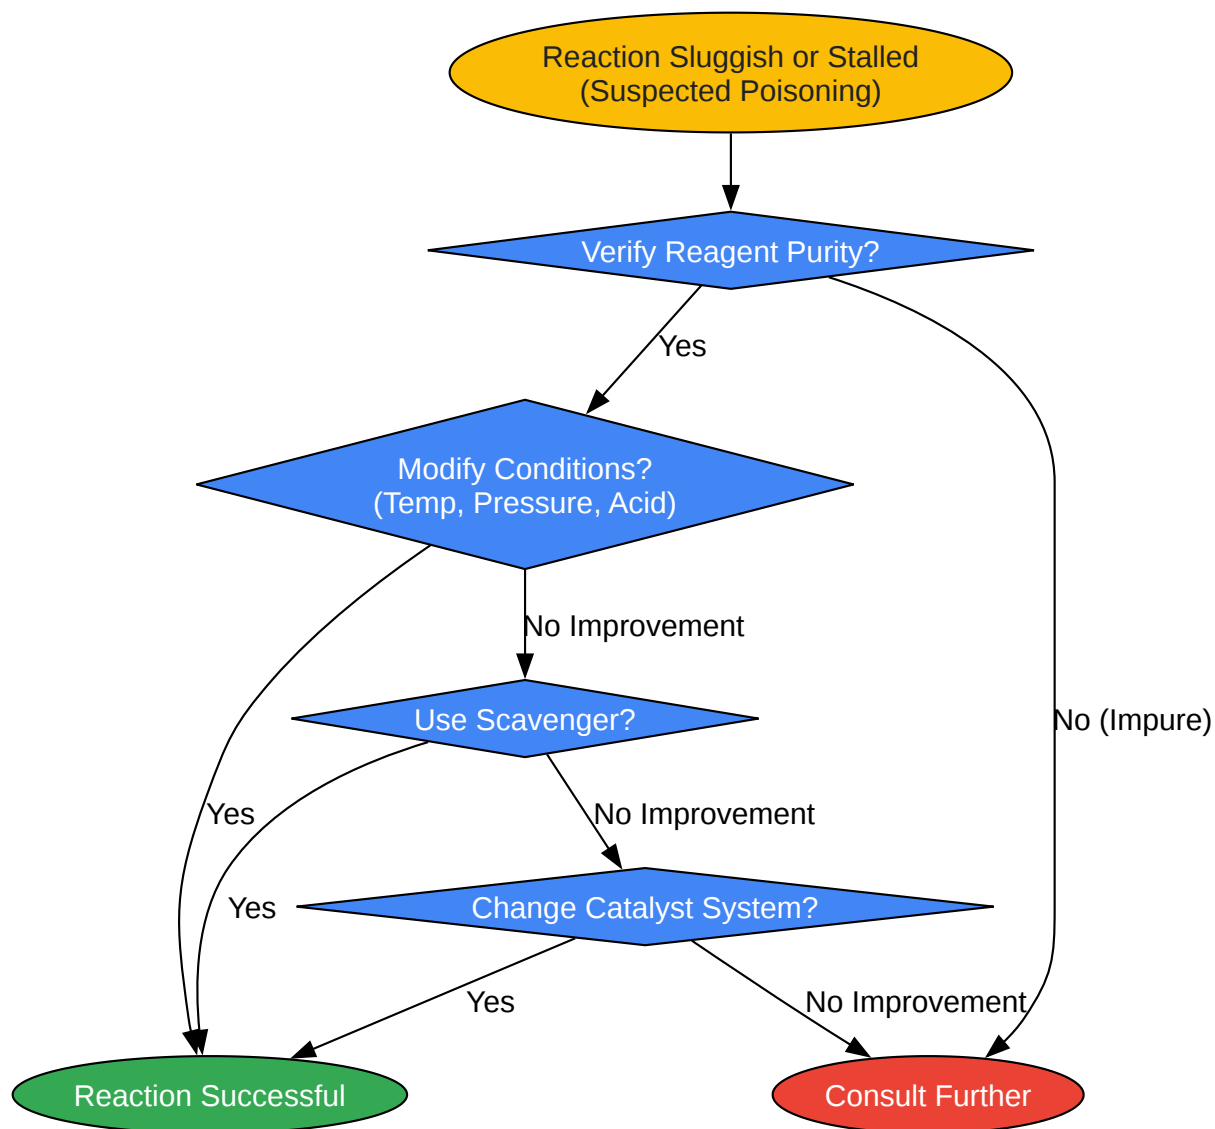 Reaction Sluggish or Stalled
(Suspected Poisoning)
Verify Reagent Purity?
Yes
Modify Conditions?
(Temp, Pressure, Acid)
No Improvement
Use Scavenger?
No (Impure)
Yes
No Improvement
Yes
Change Catalyst System?
Yes
No Improvement
Reaction Successful
Consult Further